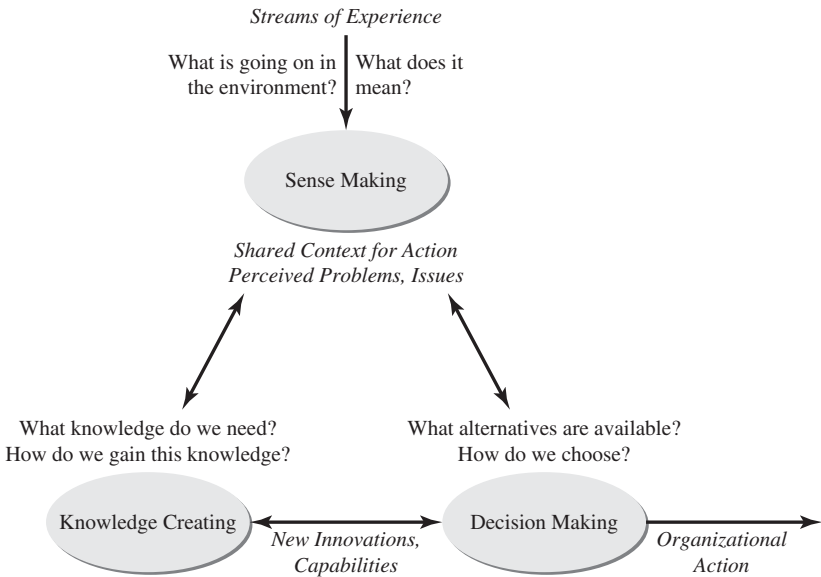 Streams of Experience
What is going on in
the environment?
What does it
mean?
Sense Making
Shared Context for Action
Perceived Problems, Issues
What knowledge do we need?
How do we gain this knowledge?
What alternatives are available?
How do we choose?
Knowledge Creating
New Innovations,
Capabilities
Decision Making
Organizational
Action